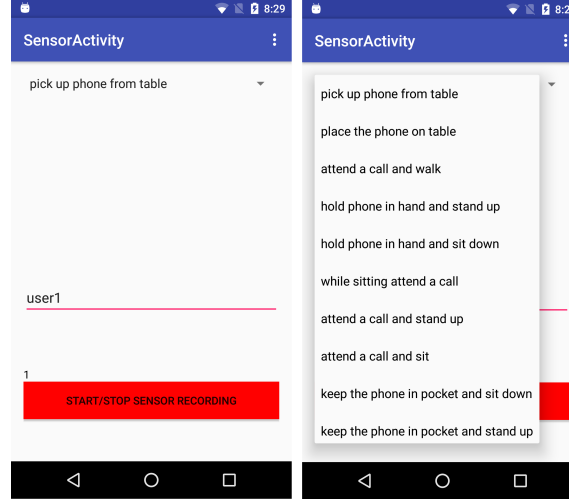 8:29
SensorActivity
pick up phone from table
user1
1
START/STOP SENSOR RECORDING
8:2
SensorActivity
pick up phone from table
place the phone on table
attend a call and walk
hold phone in hand and stand up
hold phone in hand and sit down
while sitting attend a call
attend a call and stand up
attend a call and sit
keep the phone in pocket and sit down
keep the phone in pocket and stand up